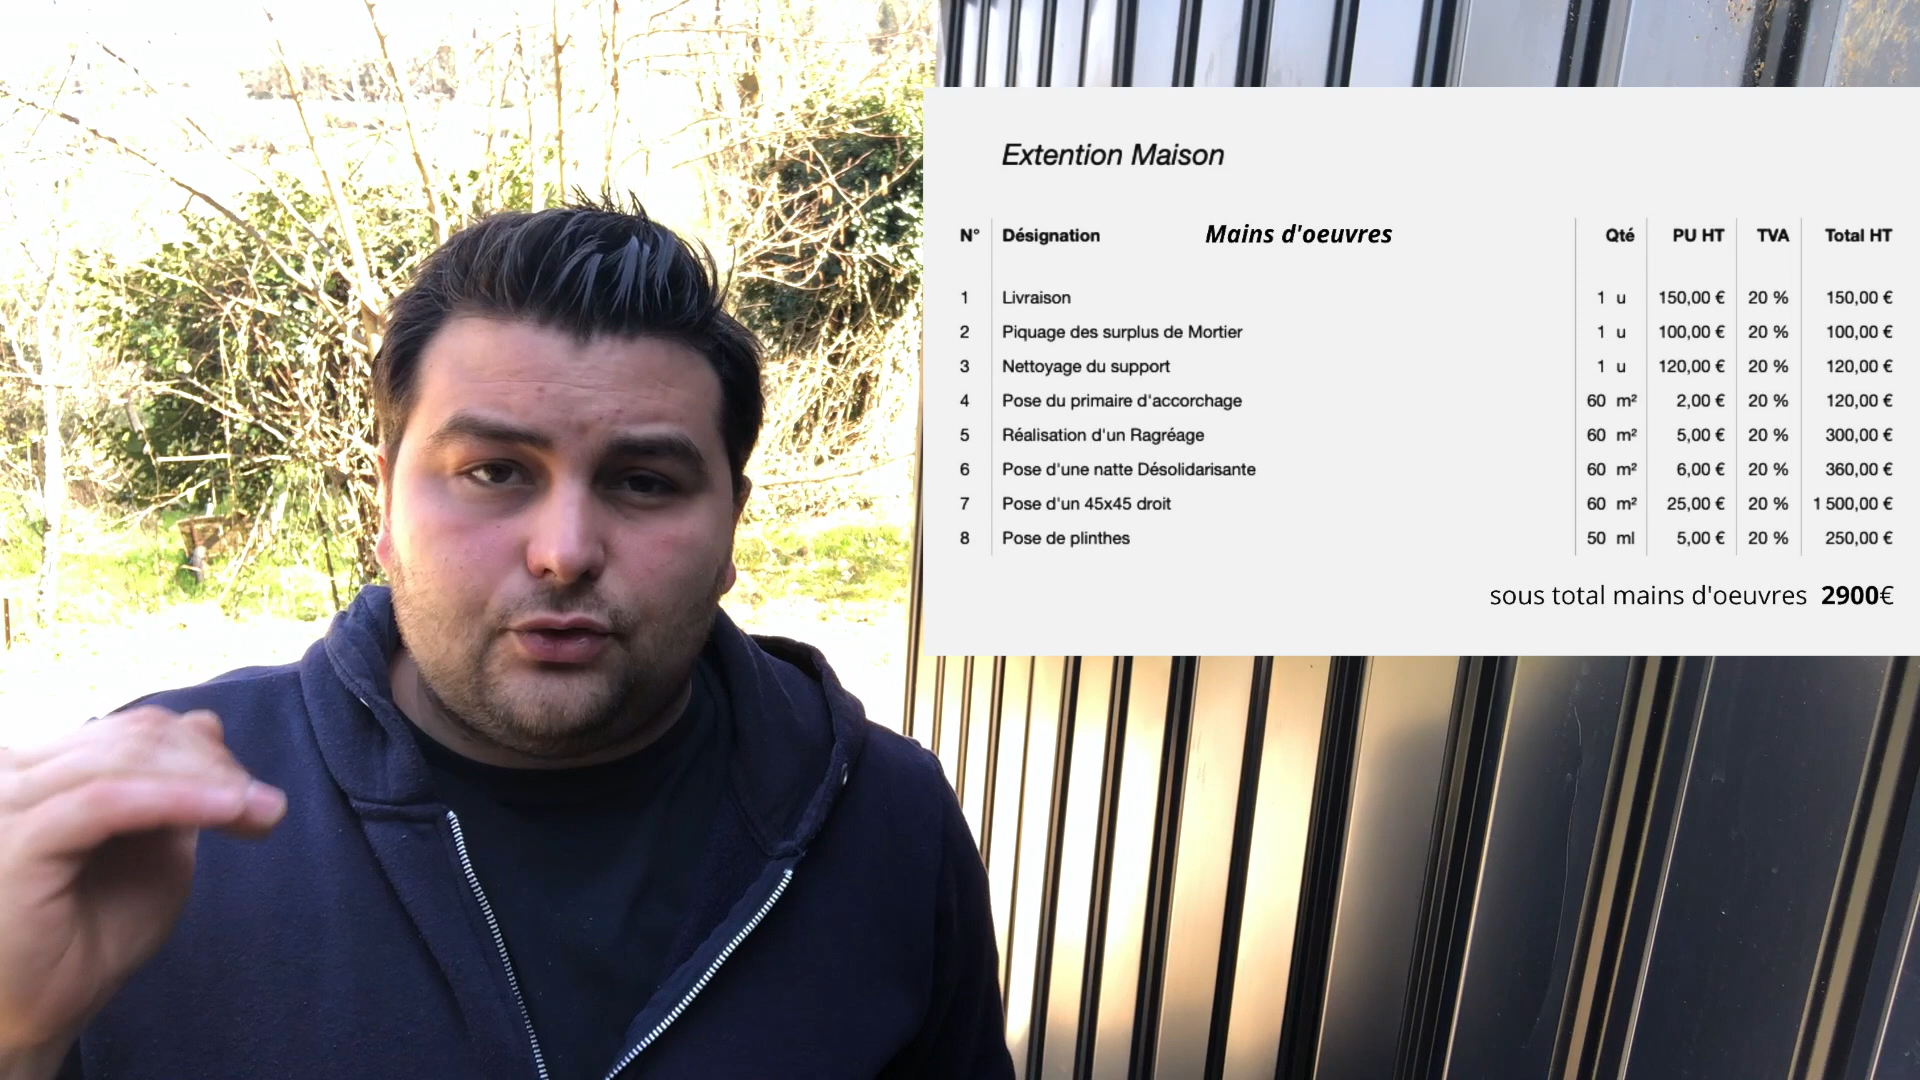 Extention Maison
N° Désignation Mains d'oeuvres Qté PU HT TVA Total HT
1 Livraison 1 u 150,00 € 20 % 150,00 €
2 Piquage des surplus de Mortier 1 u 100,00 € 20 % 100,00 €
3 Nettoyage du support 1 u 120,00 € 20 % 120,00 €
4 Pose du primaire d'accorchage 60 m² 2,00 € 20 % 120,00 €
5 Réalisation d'un Ragréage 60 m² 5,00 € 20 % 300,00 €
6 Pose d'une natte Désolidarisante 60 m² 6,00 € 20 % 360,00 €
7 Pose d'un 45x45 droit 60 m² 25,00 € 20 % 1 500,00 €
8 Pose de plinthes 50 ml 5,00 € 20 % 250,00 €
sous total mains d'oeuvres 2900€